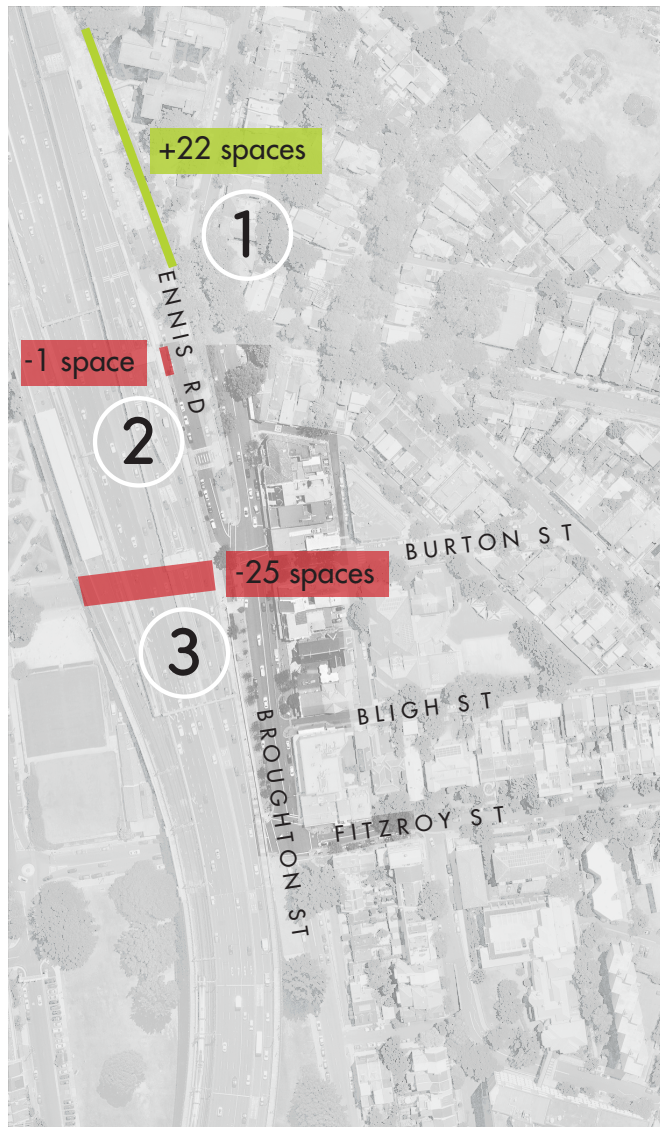 +22 spaces
1
ENNIS RD
-1 space
2
BURTON ST
-25 spaces
3
BLIGH ST
BROUGHTON ST
FITZROY ST